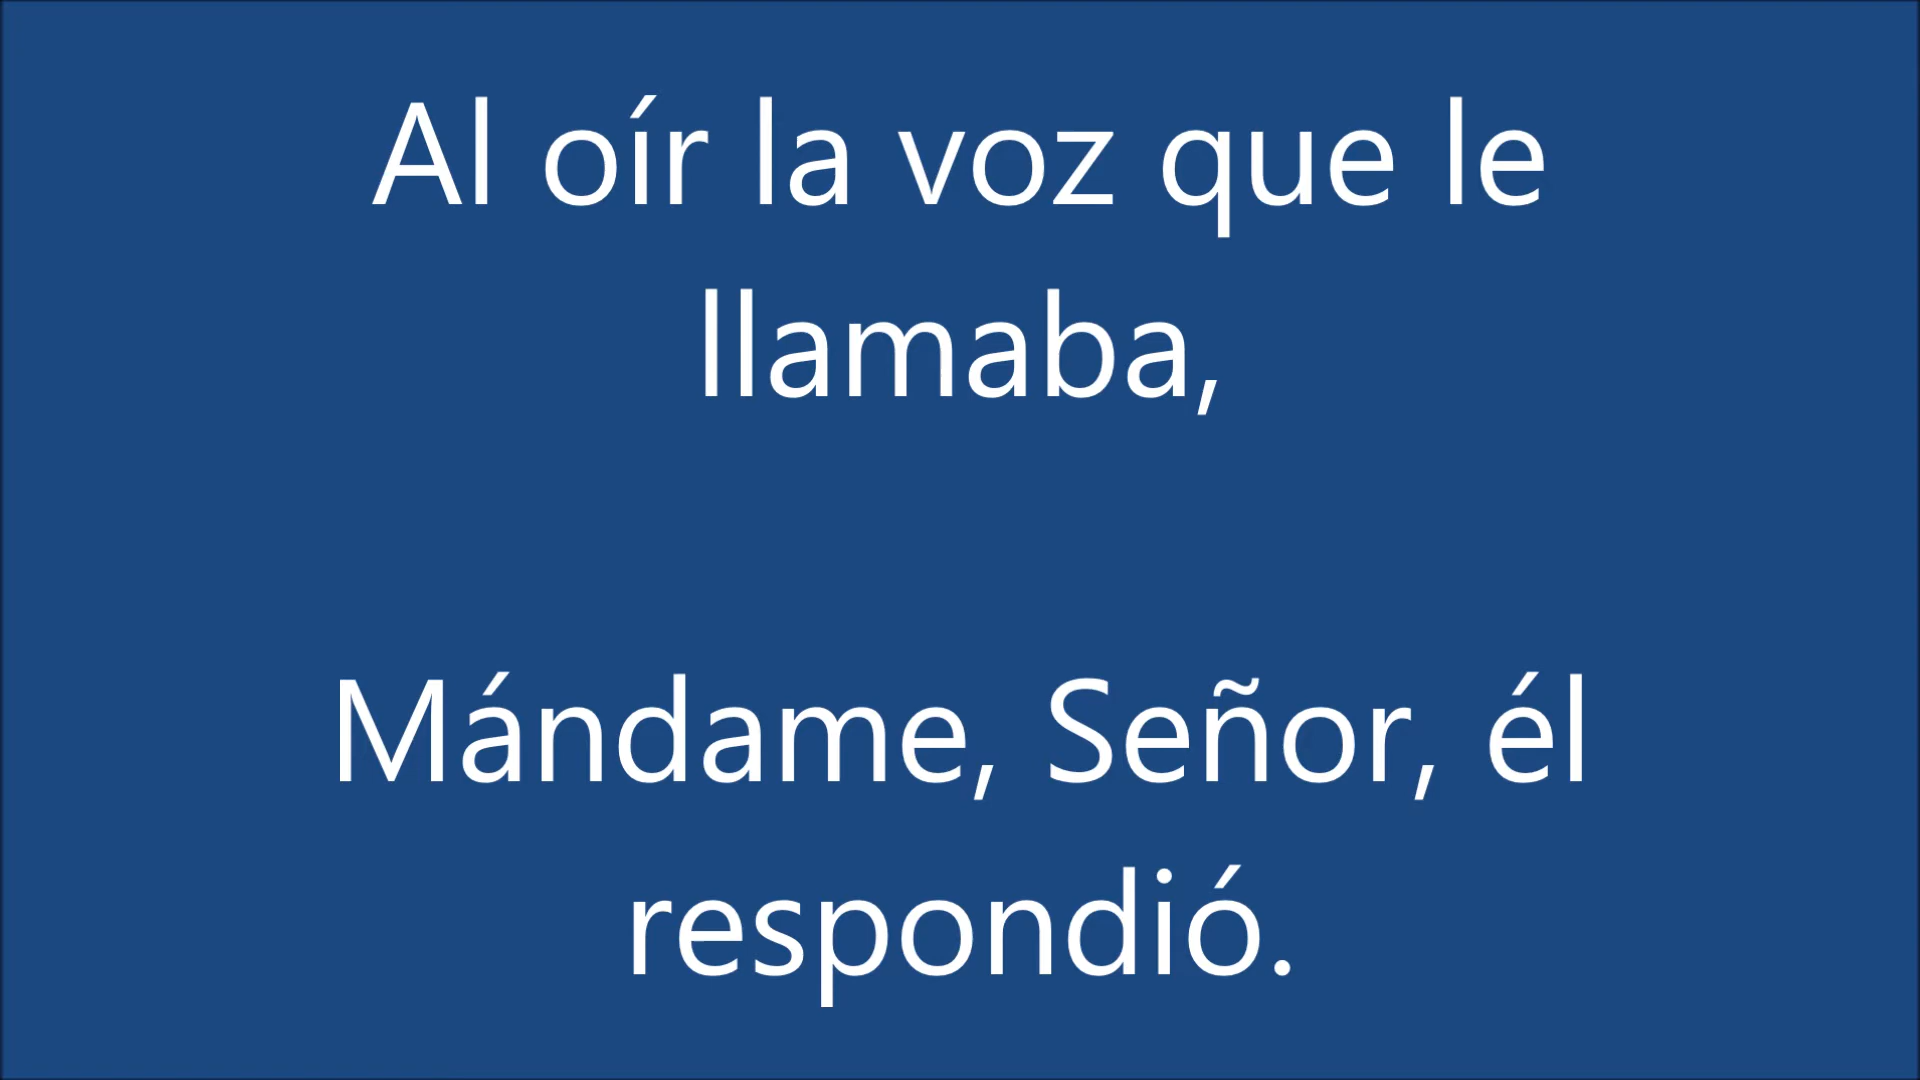 Al oír la voz que le
llamaba,
Mándame, Señor, él
respondió.